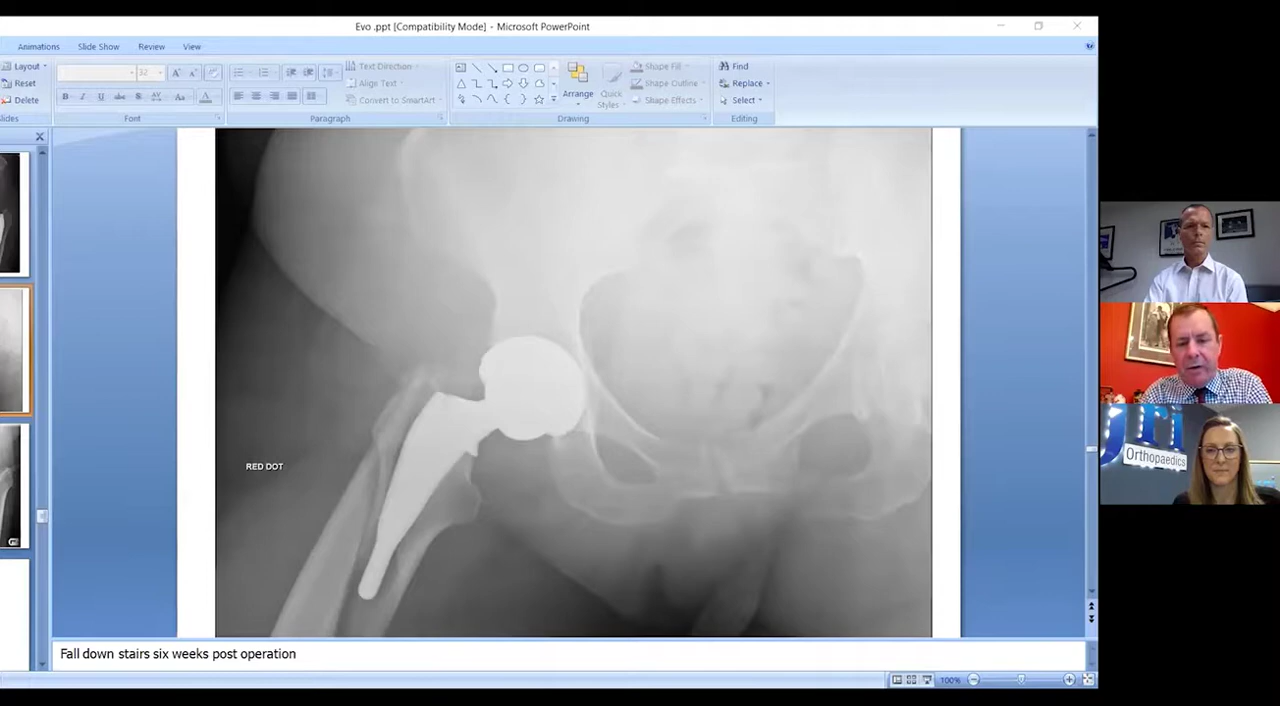 Evo .ppt [Compatibility Mode] - Microsoft PowerPoint
Animations Slide Show Review View
Layout
Reset
Delete
32
Text Direction
Align Text
Convert to SmartArt
Arrange
Quick Styles
Shape Fill
Shape Outline
Shape Effects
Find
Replace
Select
Font
Paragraph
Drawing
Editing
RED DOT
jri
Orthopaedics
Fall down stairs six weeks post operation
100%